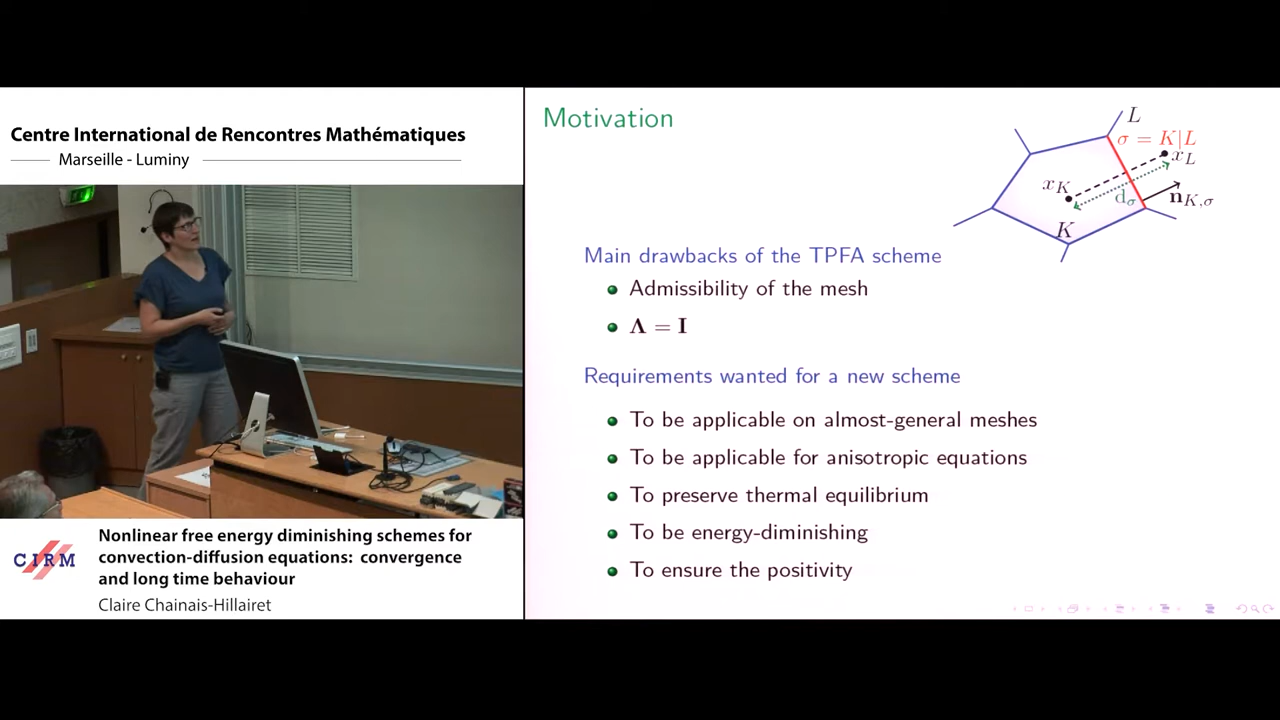 Centre International de Rencontres Mathématiques
Marseille - Luminy
CIRM
Nonlinear free energy diminishing schemes for
convection-diffusion equations: convergence
and long time behaviour
Claire Chainais-Hillairet
Motivation
L
σ = K|L
x_L
x_K
d_σ
n_{K,σ}
K
Main drawbacks of the TPFA scheme
Admissibility of the mesh
Λ = I
Requirements wanted for a new scheme
To be applicable on almost-general meshes
To be applicable for anisotropic equations
To preserve thermal equilibrium
To be energy-diminishing
To ensure the positivity